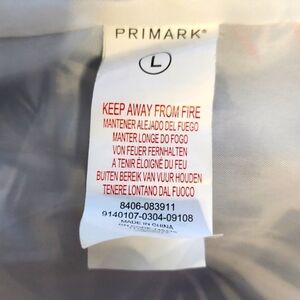 PRIMARK®
L
KEEP AWAY FROM FIRE
MANTENER ALEJADO DEL FUEGO
MANTER LONGE DO FOGO
VON FEUER FERNHALTEN
A TENIR ÉLOIGNÉ DU FEU
BUITEN BEREIK VAN VUUR HOUDEN
TENERE LONTANO DAL FUOCO
8406-083911
9140107-0304-09108
MADE IN CHINA